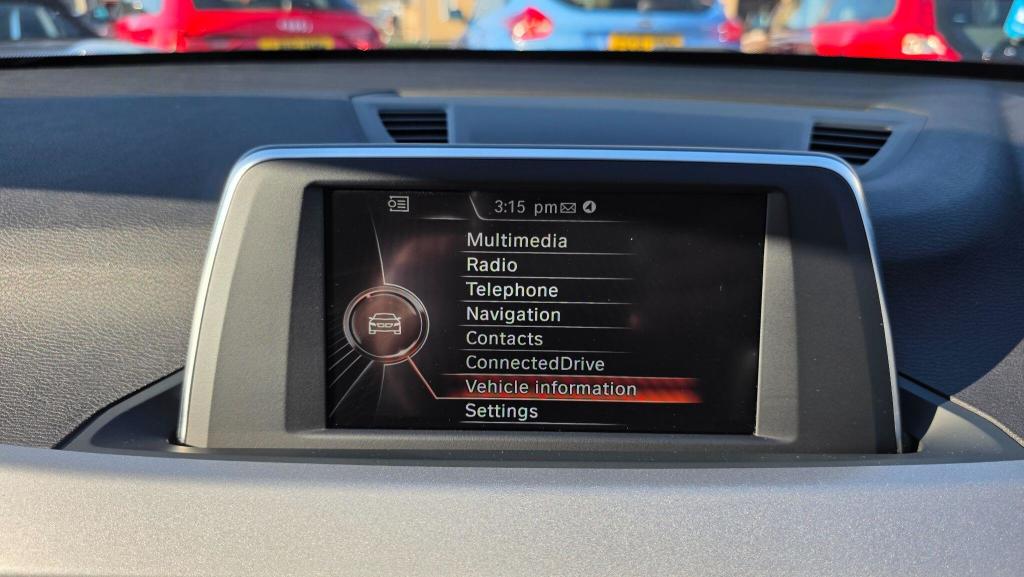 3:15 pm
Multimedia
Radio
Telephone
Navigation
Contacts
ConnectedDrive
Vehicle information
Settings